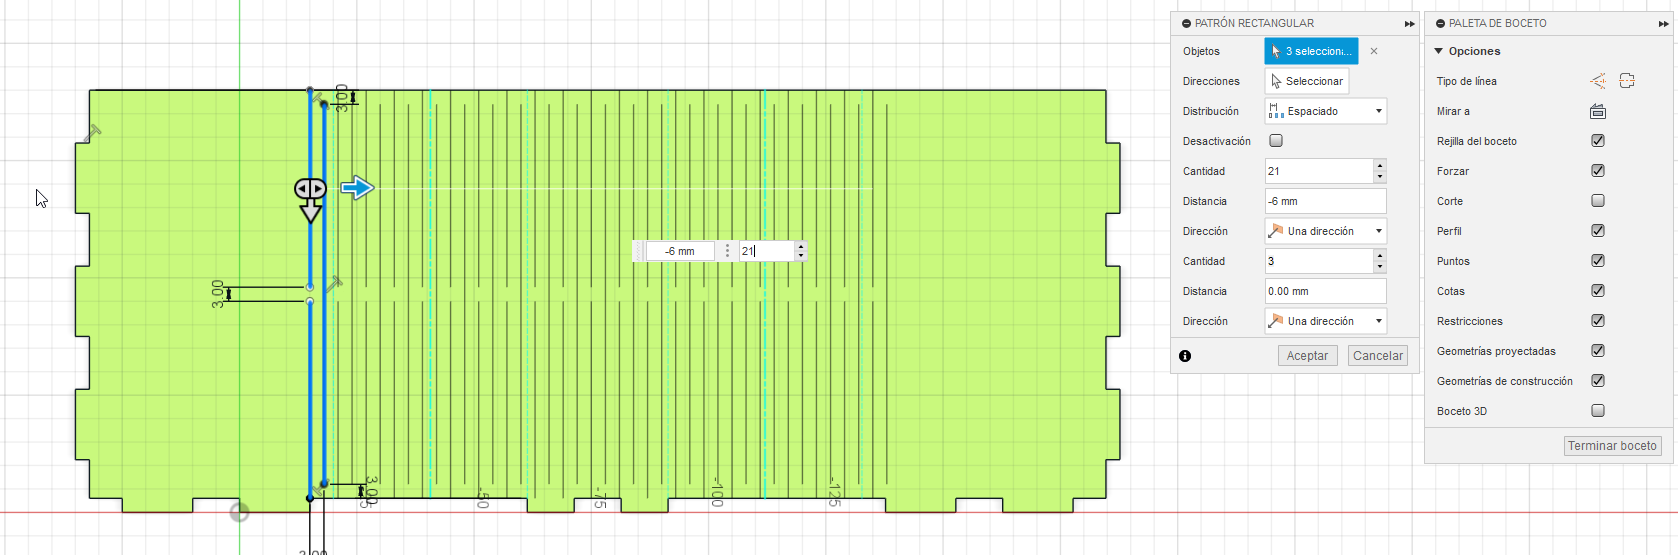 PATRÓN RECTANGULAR
Objetos
3 seleccion...
Direcciones
Seleccionar
Distribución
Espaciado
Desactivación
Cantidad
21
Distancia
-6 mm
Dirección
Una dirección
Cantidad
3
Distancia
0.00 mm
Dirección
Una dirección
Aceptar
Cancelar
PALETA DE BOCETO
Opciones
Tipo de línea
Mirar a
Rejilla del boceto
Forzar
Corte
Perfil
Puntos
Cotas
Restricciones
Geometrías proyectadas
Geometrías de construcción
Boceto 3D
Terminar boceto
3.00
-6 mm
21
3.00
3.00
-50
-75
-100
-125